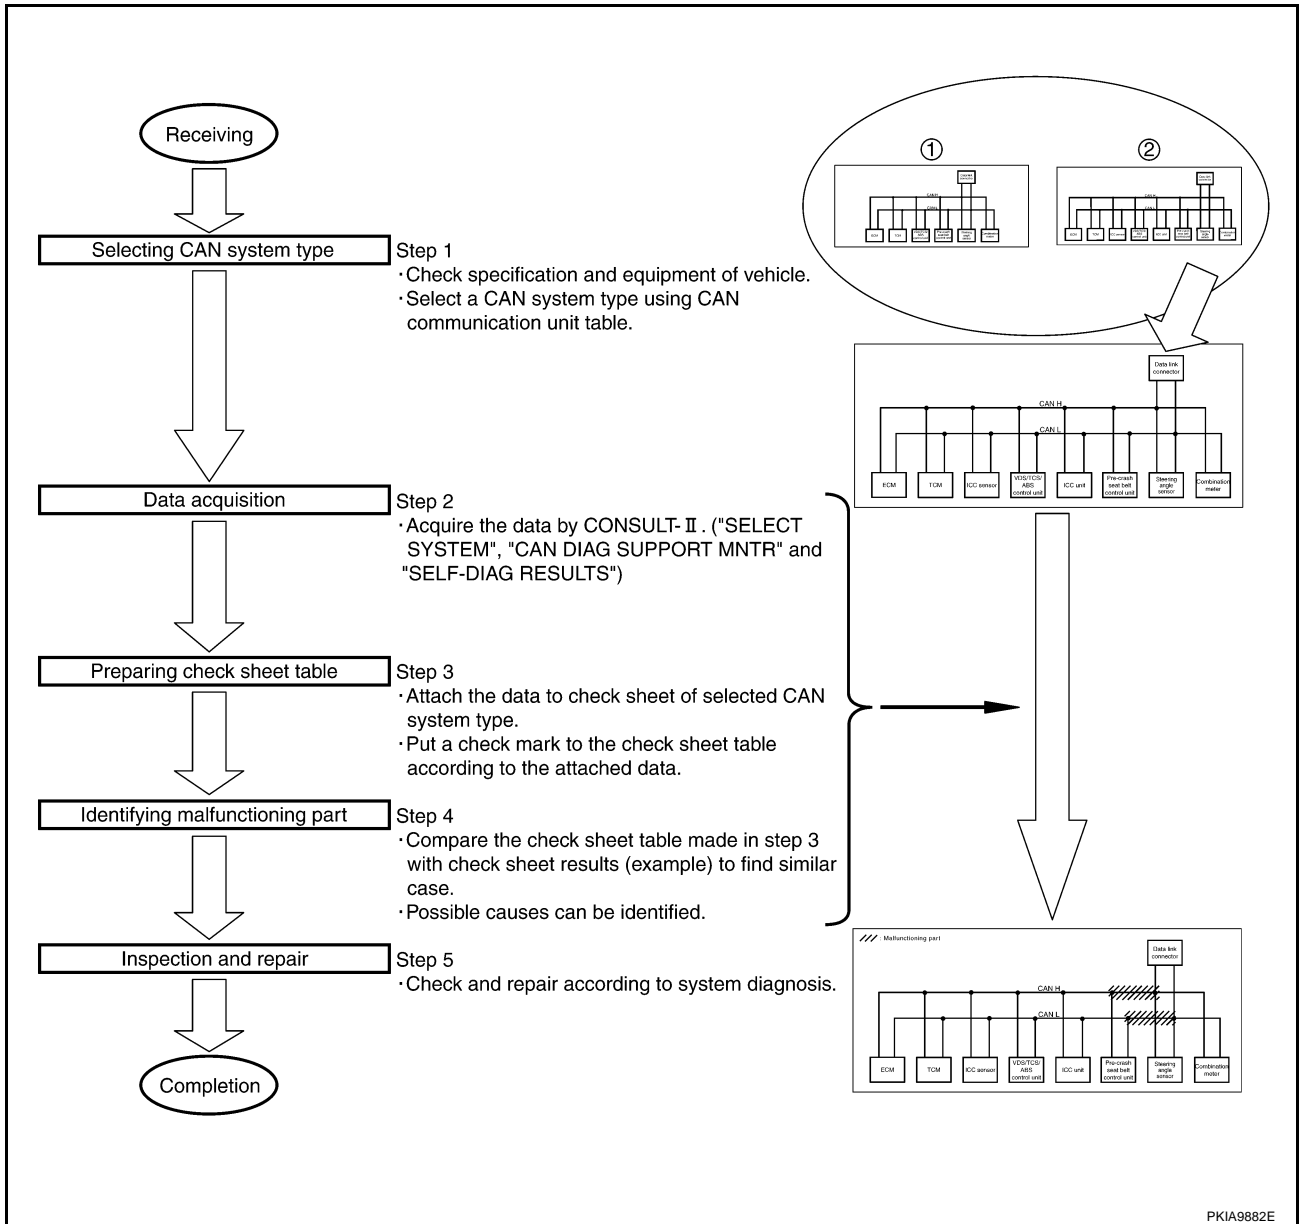 Receiving
Selecting CAN system type
Step 1
·Check specification and equipment of vehicle.
·Select a CAN system type using CAN
communication unit table.
Data acquisition
Step 2
·Acquire the data by CONSULT-Ⅱ. ("SELECT
SYSTEM", "CAN DIAG SUPPORT MNTR" and
"SELF-DIAG RESULTS")
Preparing check sheet table
Step 3
·Attach the data to check sheet of selected CAN
system type.
·Put a check mark to the check sheet table
according to the attached data.
Identifying malfunctioning part
Step 4
·Compare the check sheet table made in step 3
with check sheet results (example) to find similar
case.
·Possible causes can be identified.
Inspection and repair
Step 5
·Check and repair according to system diagnosis.
Completion
①
②
Data link
connector
CAN H
CAN L
ECM
TCM
ICC sensor
VDS/TCS/
ABS
control unit
ICC unit
Pre-crash
seat belt
control unit
Steering
angle
sensor
Combination
meter
: Malfunctioning part
Data link
connector
CAN H
CAN L
ECM
TCM
ICC sensor
VDS/TCS/
ABS
control unit
ICC unit
Pre-crash
seat belt
control unit
Steering
angle
sensor
Combination
meter
PKIA9882E